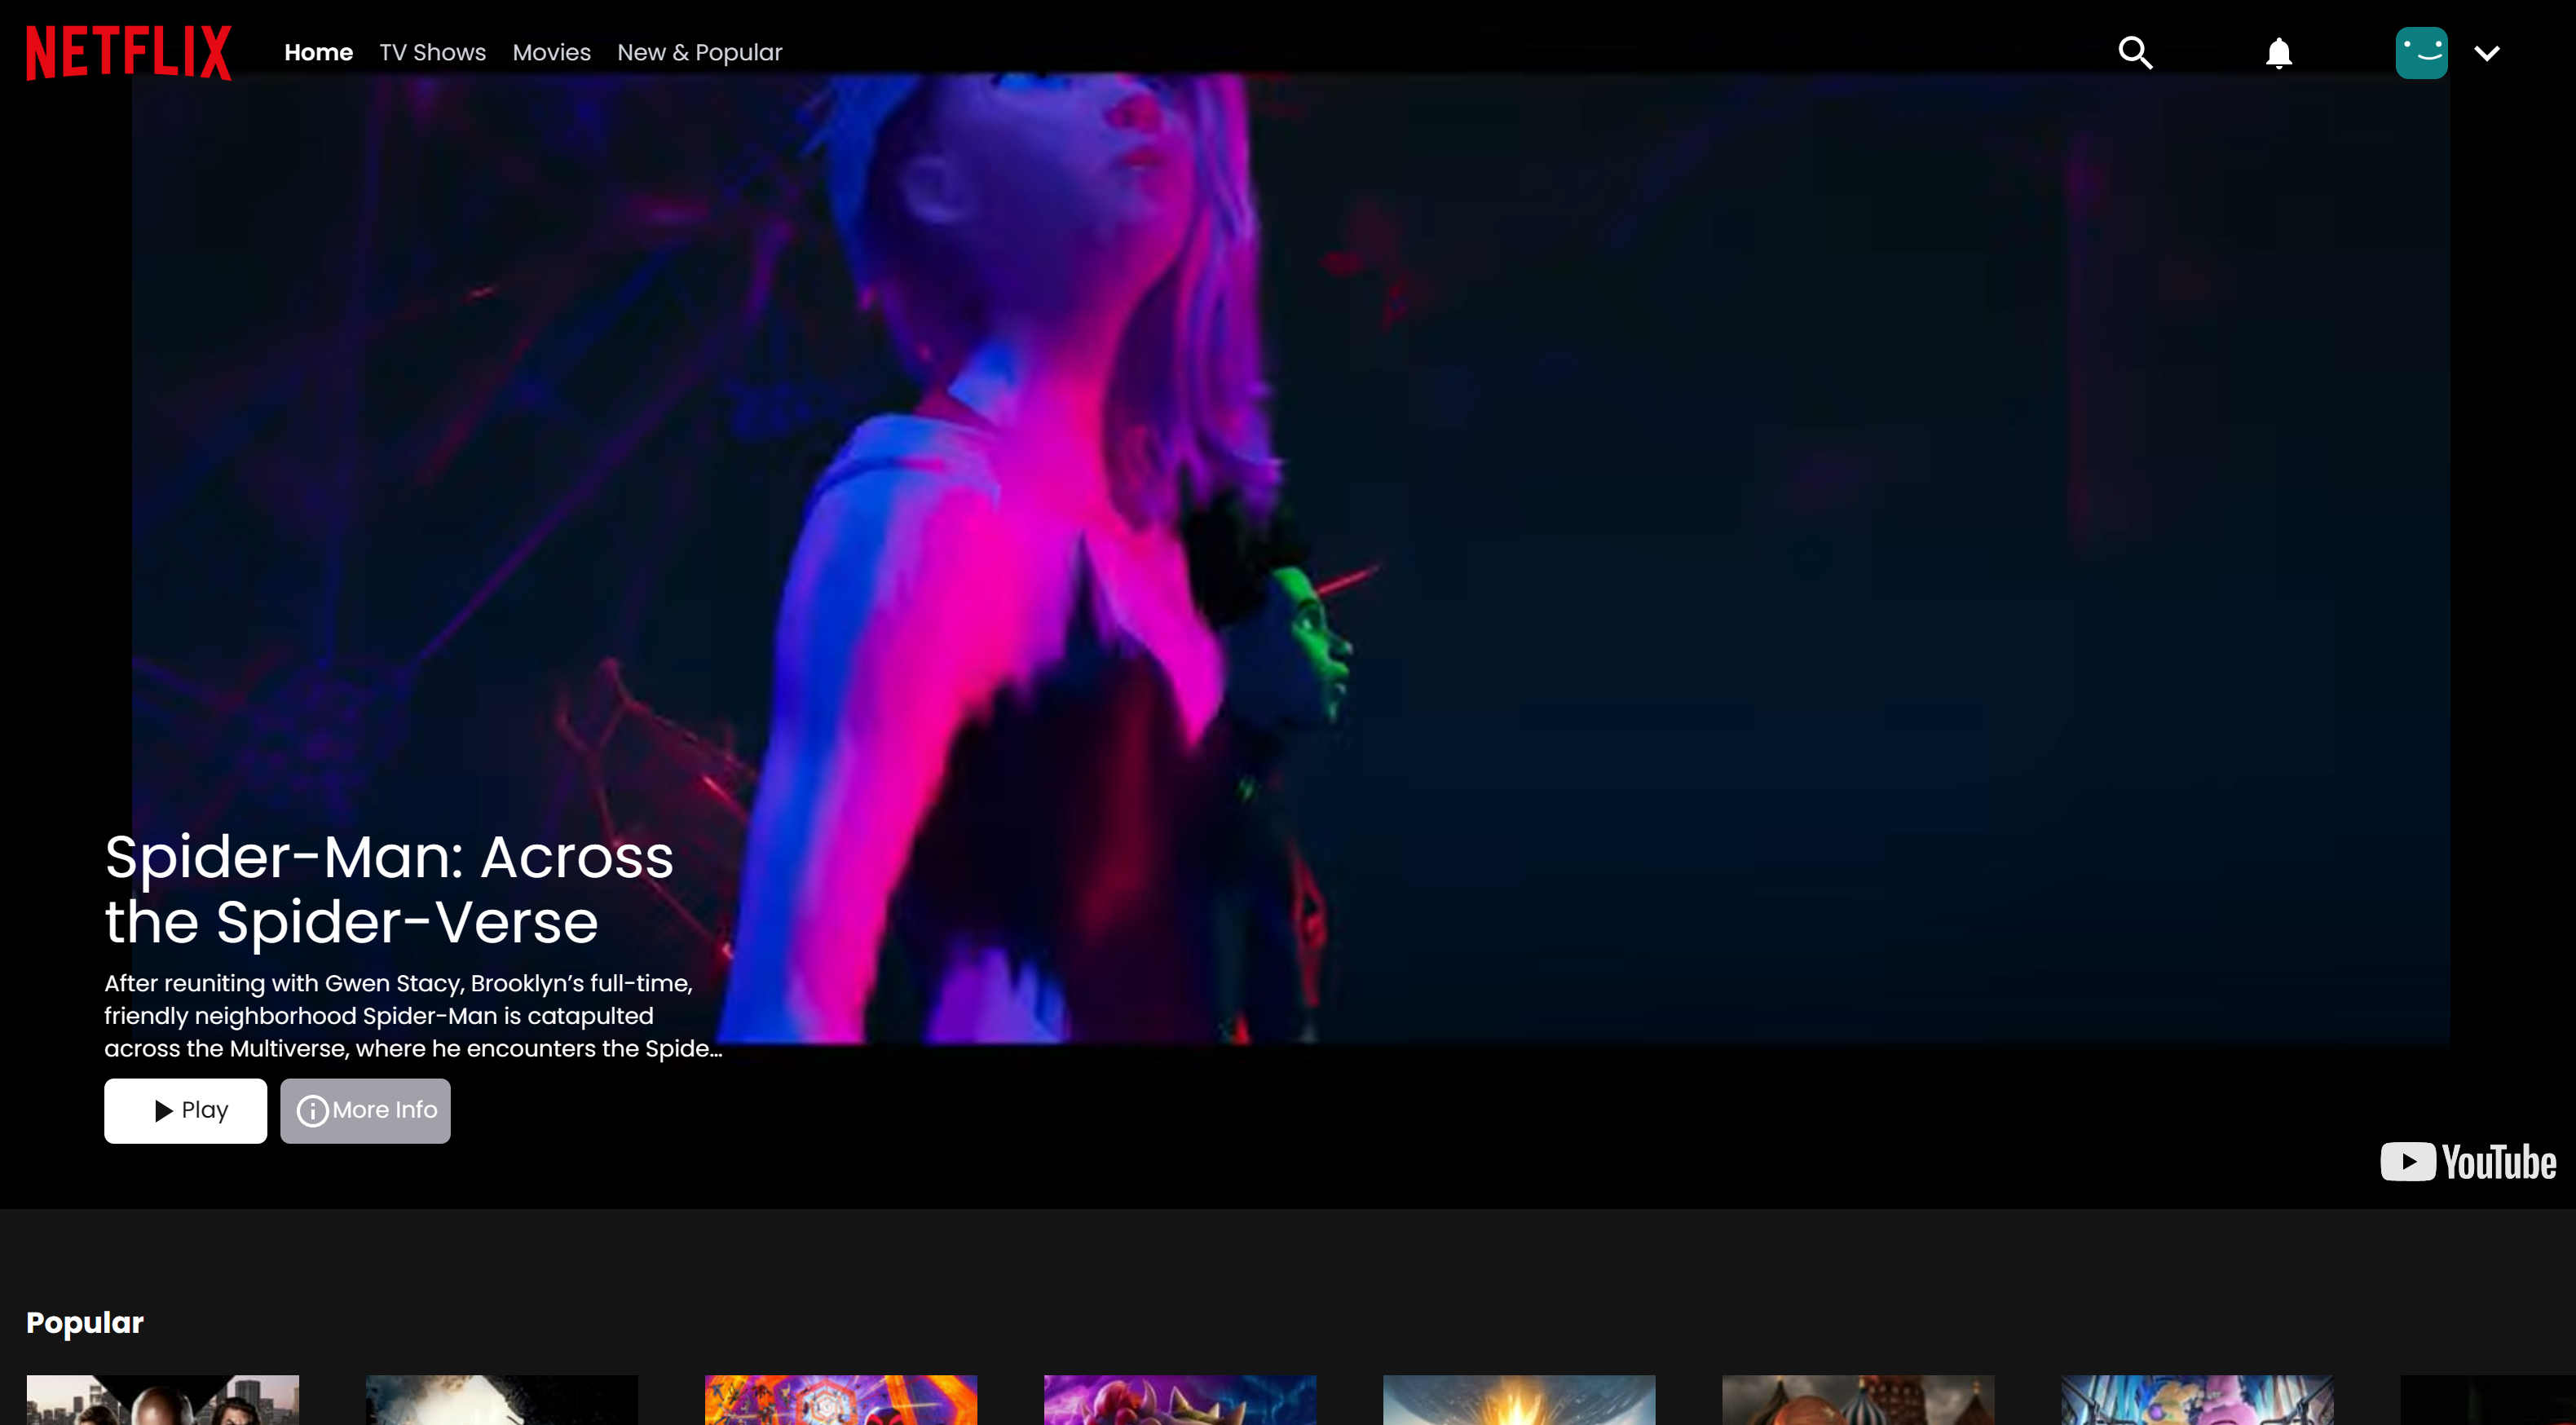 NETFLIX
Home TV Shows Movies New & Popular
Spider-Man: Across
the Spider-Verse
After reuniting with Gwen Stacy, Brooklyn’s full-time,
friendly neighborhood Spider-Man is catapulted
across the Multiverse, where he encounters the Spide...
Play More Info
YouTube
Popular